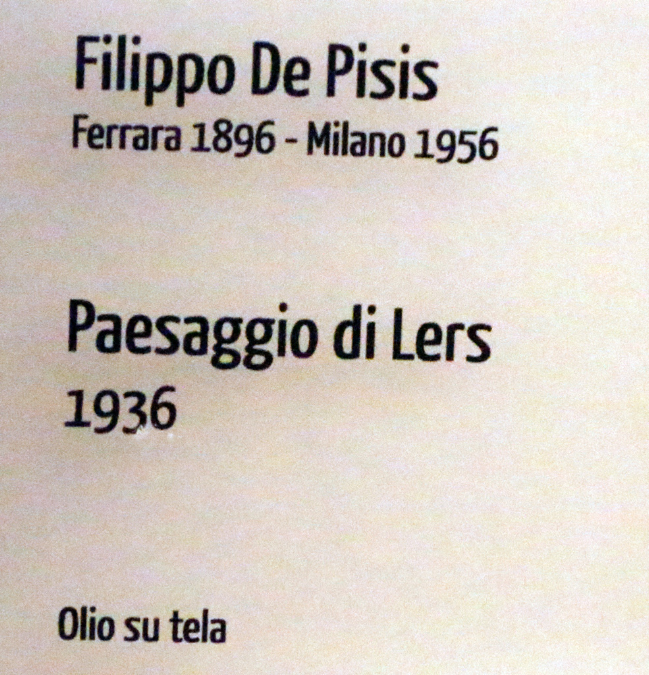 Filippo De Pisis
Ferrara 1896 - Milano 1956
Paesaggio di Lers
1936
Olio su tela